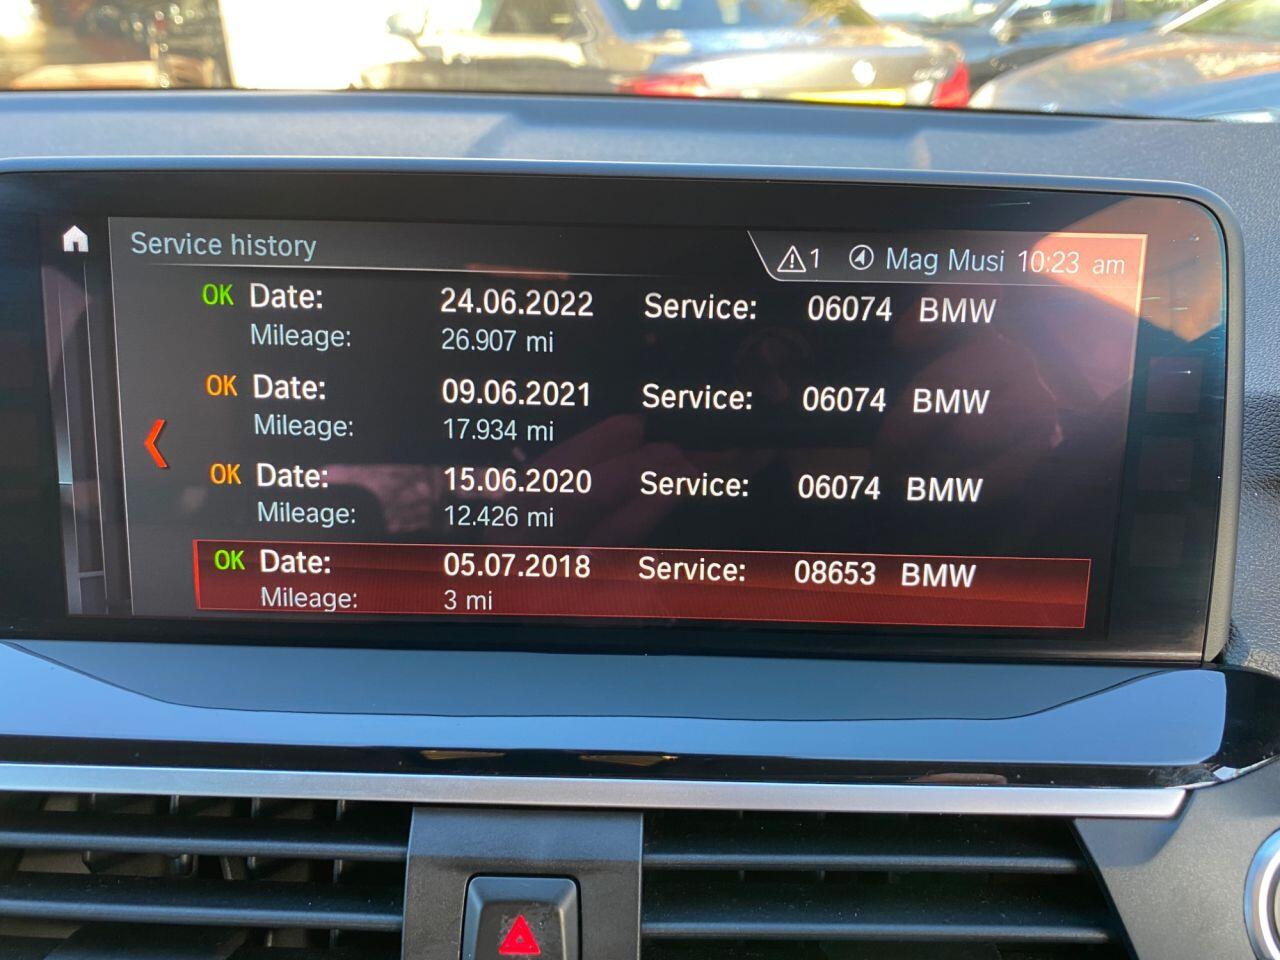 Service history
1 Mag Musi 10:23 am
OK Date: 24.06.2022 Service: 06074 BMW
Mileage: 26.907 mi
OK Date: 09.06.2021 Service: 06074 BMW
Mileage: 17.934 mi
OK Date: 15.06.2020 Service: 06074 BMW
Mileage: 12.426 mi
OK Date: 05.07.2018 Service: 08653 BMW
Mileage: 3 mi